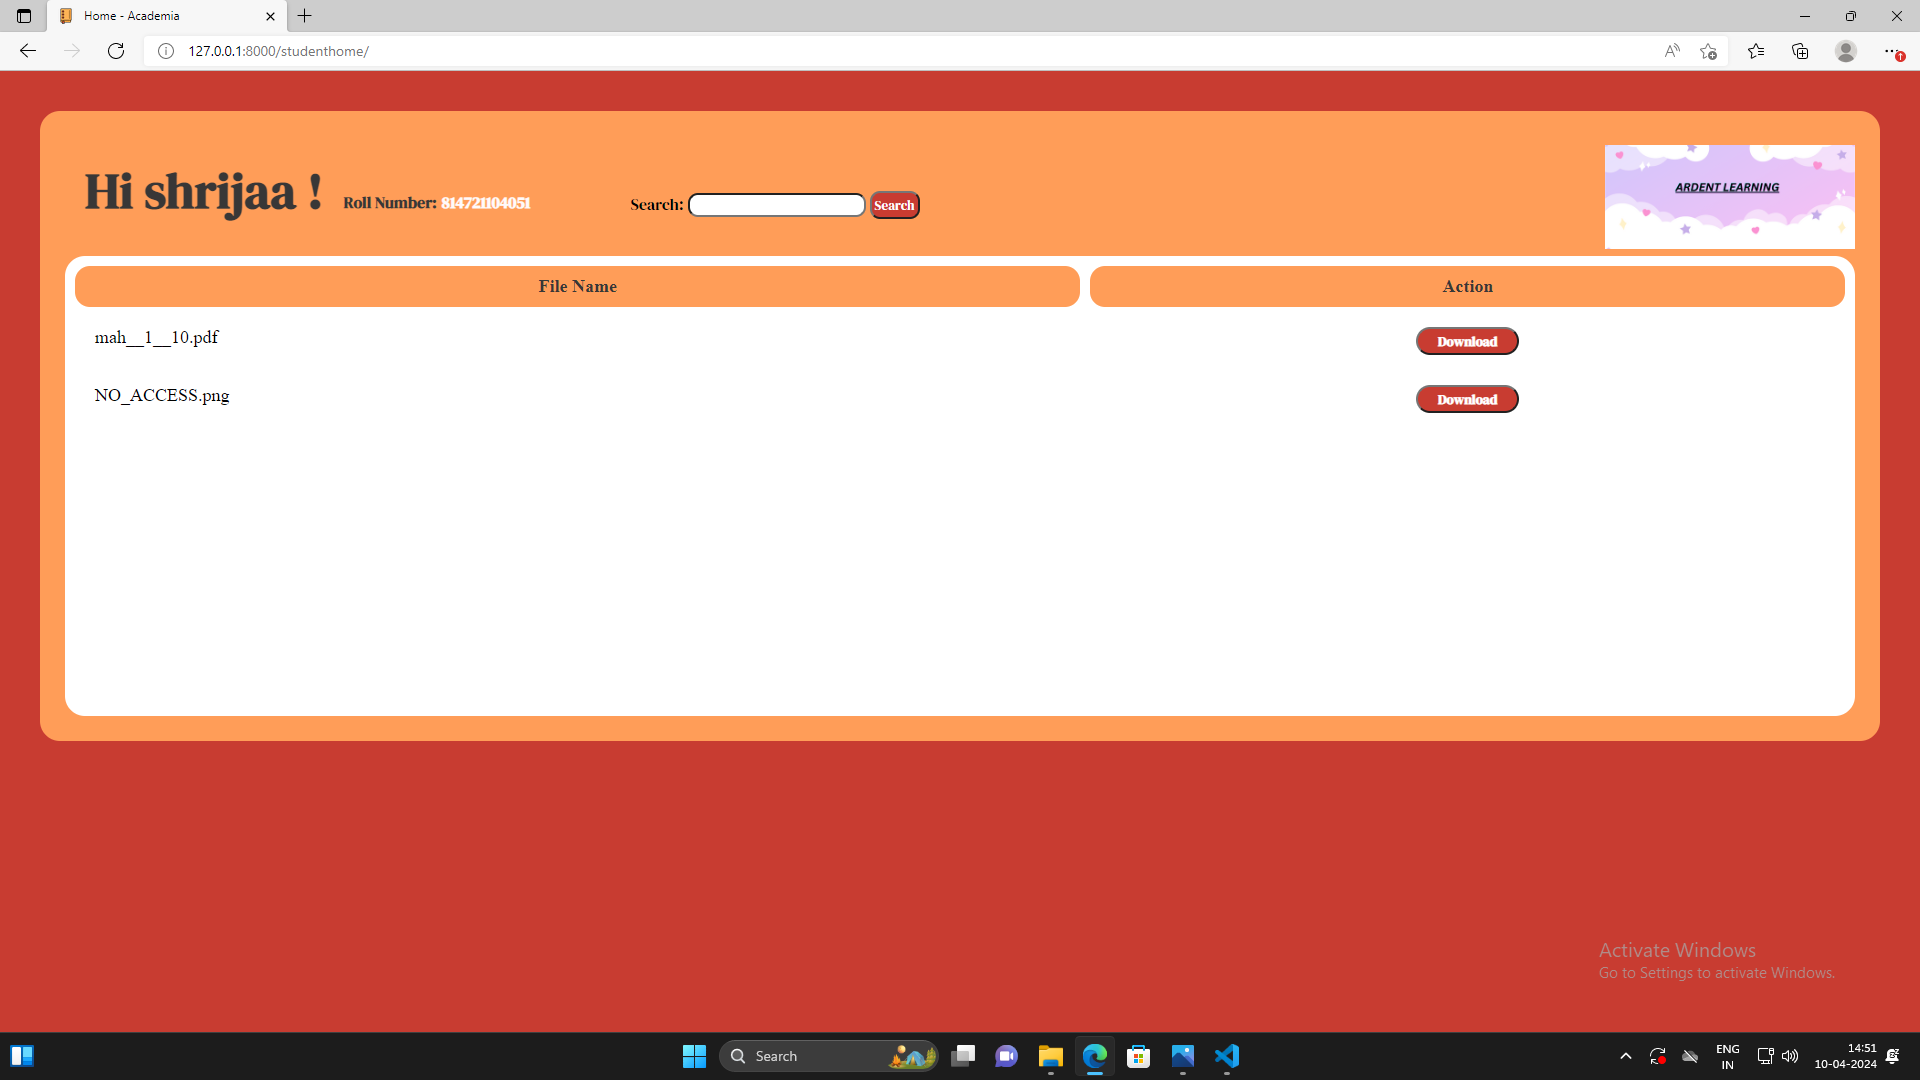 Home - Academia
127.0.0.1:8000/studenthome/
Hi shrijaa !
Roll Number: 814721104051
Search:
Search
ARDENT LEARNING
File Name
Action
mah__1__10.pdf
Download
NO_ACCESS.png
Download
Activate Windows
Go to Settings to activate Windows.
Search
ENG
IN
14:51
10-04-2024